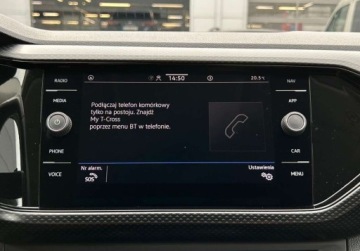 RADIO
MEDIA
PHONE
VOICE
14:50
20.5°C
Podłączaj telefon komórkowy
tylko na postoju. Znajdź
My T-Cross
poprzez menu BT w telefonie.
Nr alarm.
SOS
Ustawienia
NAV
APP
CAR
MENU